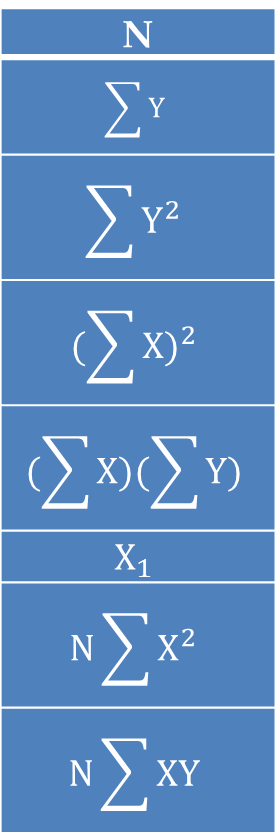 N
∑ Y
∑ Y²
(∑ X)²
(∑ X)(∑ Y)
X₁
N ∑ X²
N ∑ XY